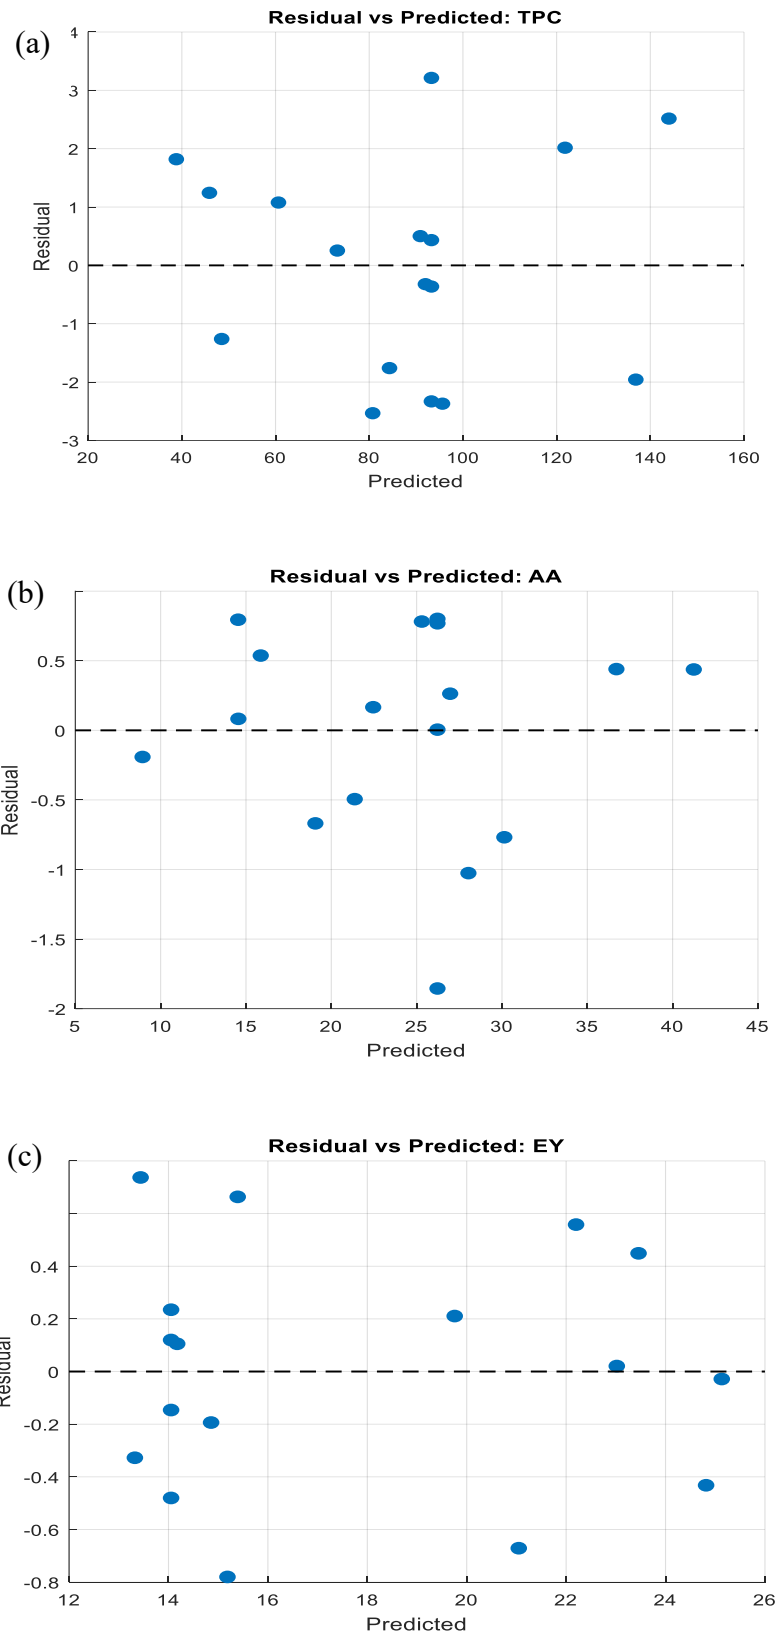 Residual vs Predicted: TPC
(a)
4
3
2
1
0
-1
-2
-3
Residual
20 40 60 80 100 120 140 160
Predicted
Residual vs Predicted: AA
(b)
0.5
0
-0.5
-1
-1.5
-2
Residual
5 10 15 20 25 30 35 40 45
Predicted
Residual vs Predicted: EY
(c)
0.4
0.2
0
-0.2
-0.4
-0.6
-0.8
Residual
12 14 16 18 20 22 24 26
Predicted